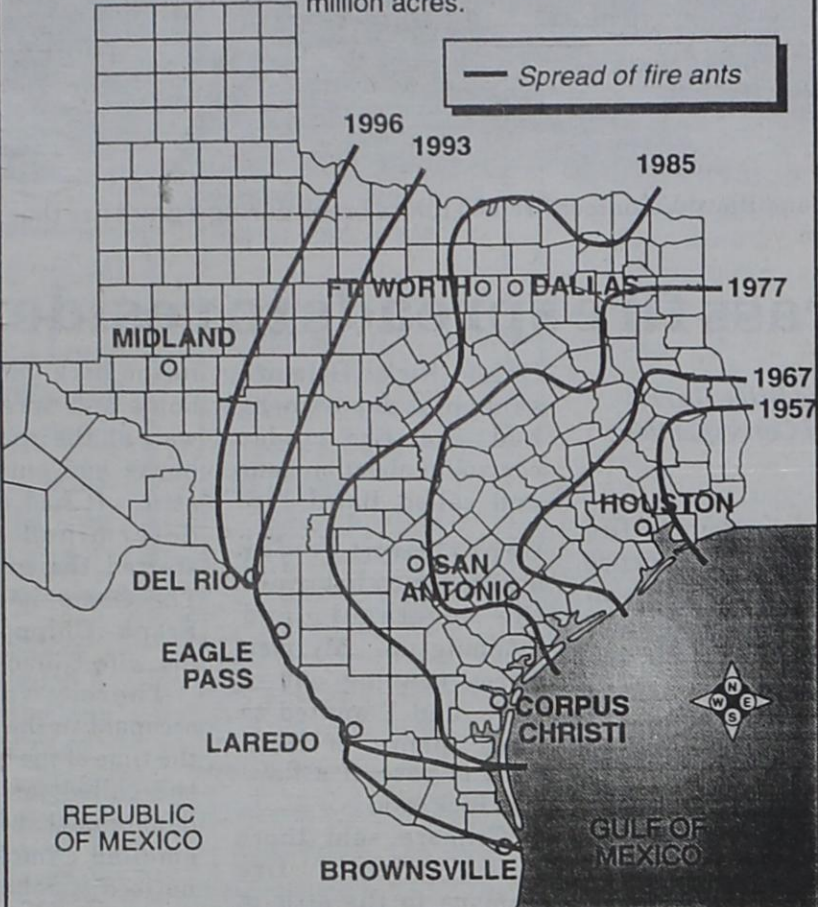 million acres.
Spread of fire ants
1996
1993
1985
FT. WORTH
DALLAS
1977
MIDLAND
1967
1957
HOUSTON
DEL RIO
SAN
ANTONIO
EAGLE
PASS
N
W E
S
CORPUS
CHRISTI
LAREDO
REPUBLIC
OF MEXICO
GULF OF
MEXICO
BROWNSVILLE